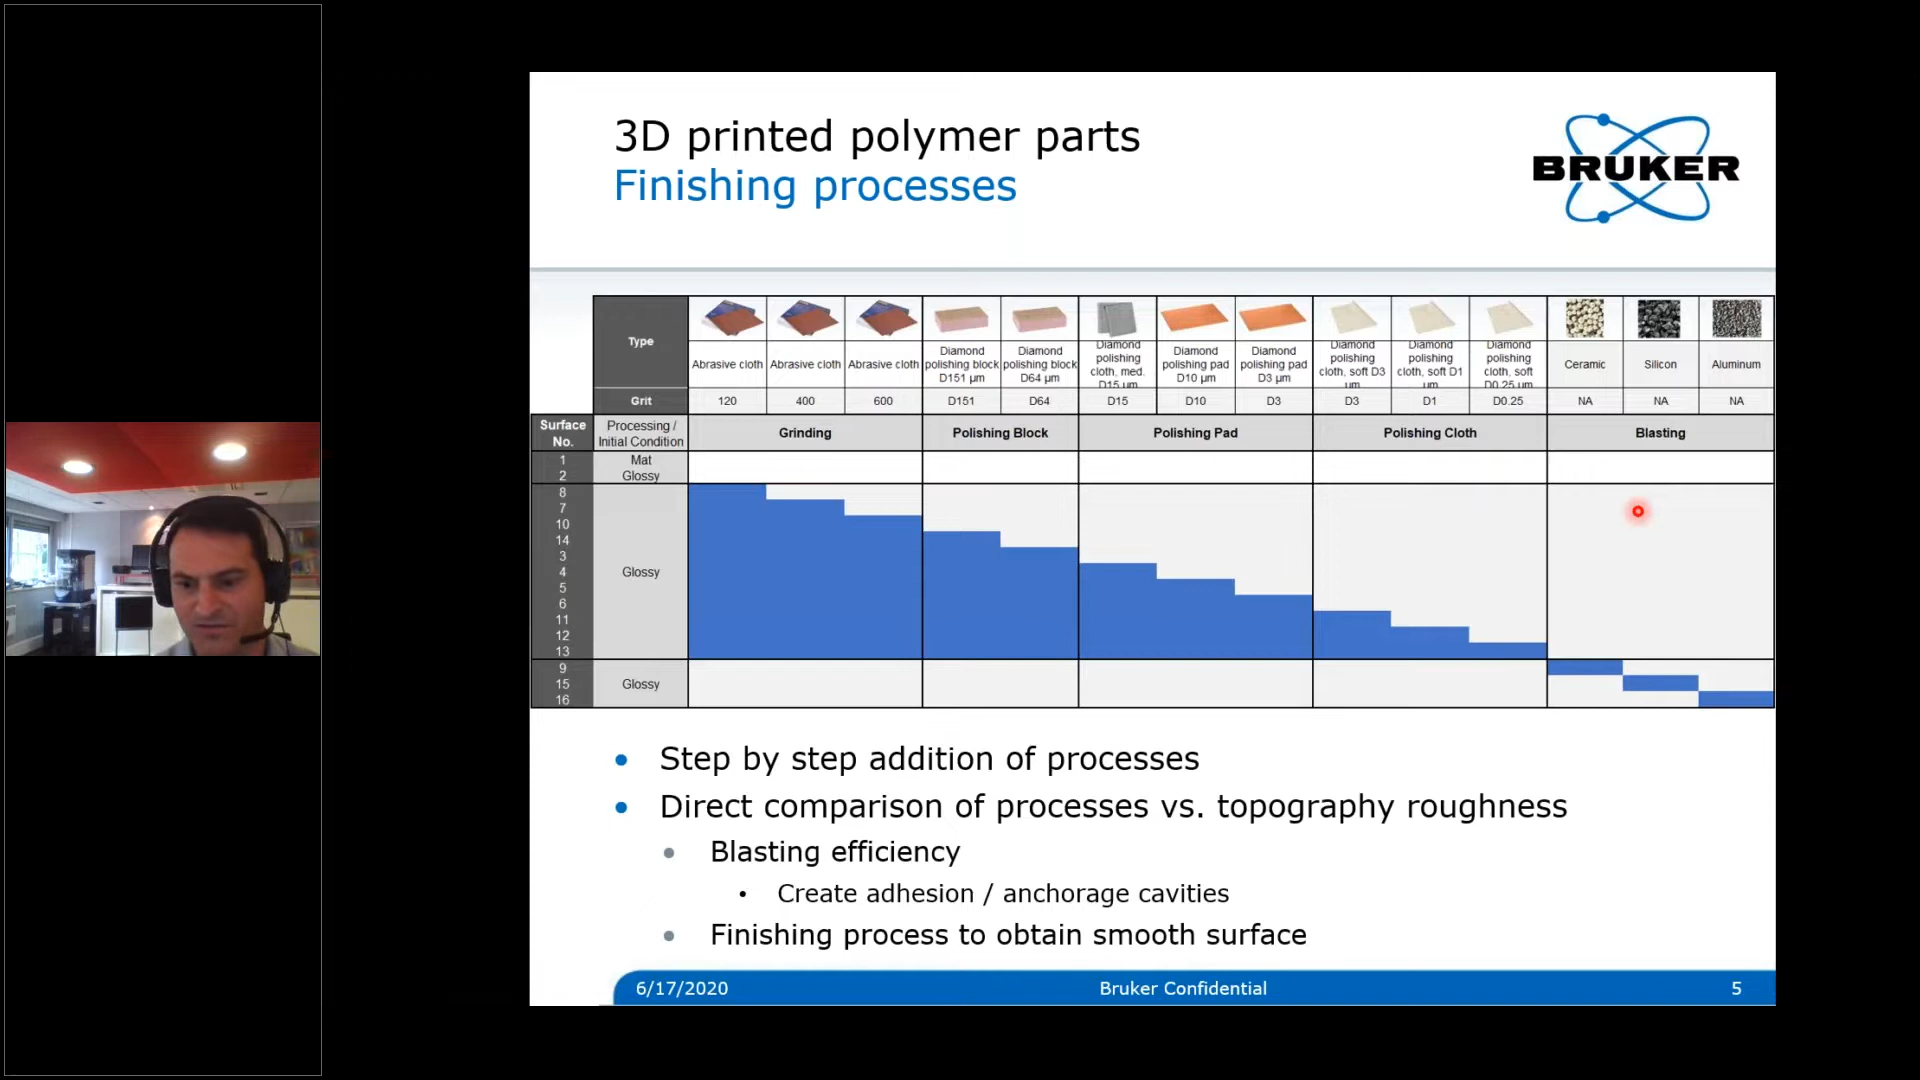 3D printed polymer parts
Finishing processes
BRUKER
Type
Abrasive cloth
Abrasive cloth
Abrasive cloth
Diamond
polishing block
D151 µm
Diamond
polishing block
D64 µm
Diamond
polishing
cloth, med.
D15 µm
Diamond
polishing pad
D10 µm
Diamond
polishing pad
D3 µm
Diamond
polishing
cloth, soft D3
µm
Diamond
polishing
cloth, soft D1
µm
Diamond
polishing
cloth, soft
D0.25 µm
Ceramic
Silicon
Aluminum
Grit 120 400 600 D151 D64 D15 D10 D3 D3 D1 D0.25 NA NA NA
Surface
No.
Processing /
Initial Condition
Grinding Polishing Block Polishing Pad Polishing Cloth Blasting
1 Mat
2 Glossy
8
7
10
14
3
4 Glossy
5
6
11
12
13
9
15 Glossy
16
• Step by step addition of processes
• Direct comparison of processes vs. topography roughness
• Blasting efficiency
• Create adhesion / anchorage cavities
• Finishing process to obtain smooth surface
6/17/2020 Bruker Confidential 5